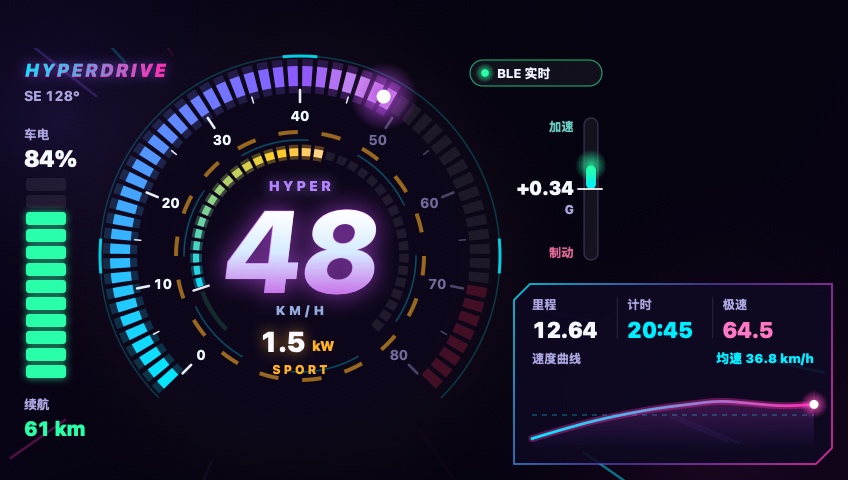 HYPERDRIVE
SE 128°
车电
84%
续航
61 km
0
10
20
30
40
50
60
70
80
HYPER
48
KM/H
1.5 kW
SPORT
BLE 实时
加速
+0.34
G
制动
里程
12.64
计时
20:45
极速
64.5
速度曲线
均速 36.8 km/h